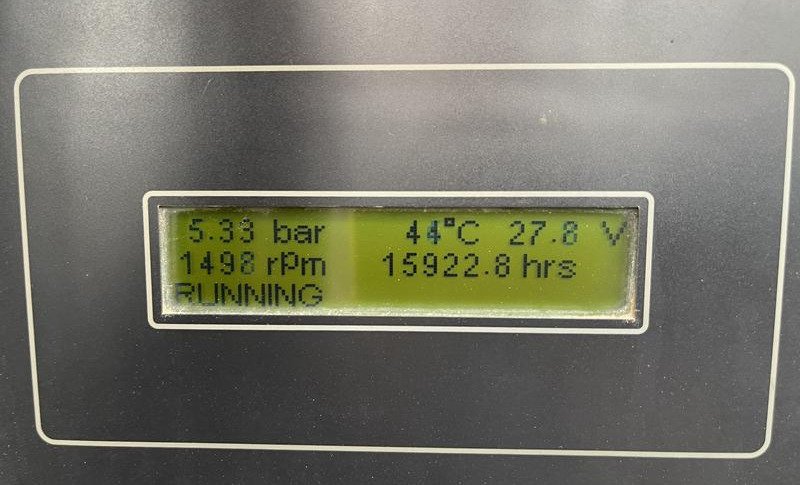 5.33 bar 44°C 27.8 V
1498 rpm 15922.8 hrs
RUNNING